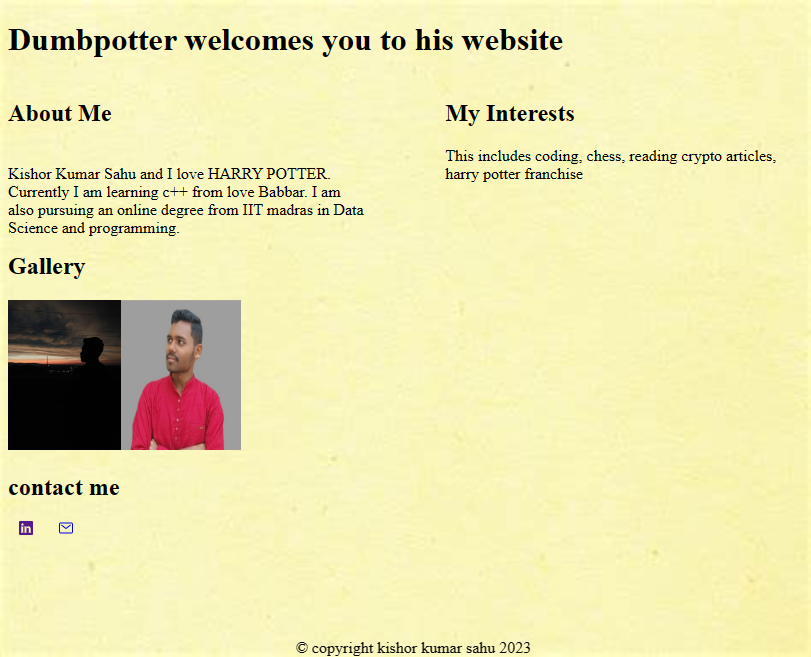 Dumbpotter welcomes you to his website
About Me
Kishor Kumar Sahu and I love HARRY POTTER.
Currently I am learning c++ from love Babbar. I am
also pursuing an online degree from IIT madras in Data
Science and programming.
My Interests
This includes coding, chess, reading crypto articles,
harry potter franchise
Gallery
contact me
in
© copyright kishor kumar sahu 2023